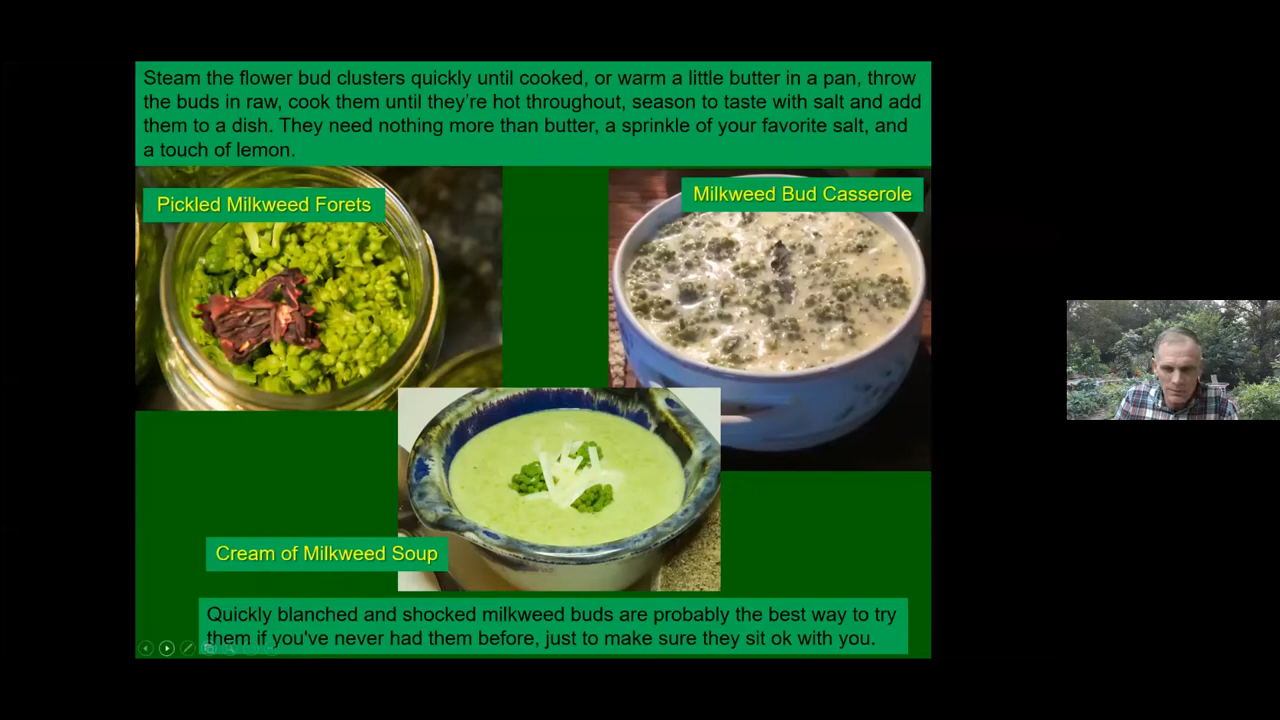 Steam the flower bud clusters quickly until cooked, or warm a little butter in a pan, throw
the buds in raw, cook them until they're hot throughout, season to taste with salt and add
them to a dish. They need nothing more than butter, a sprinkle of your favorite salt, and
a touch of lemon.
Pickled Milkweed Forets
Milkweed Bud Casserole
Cream of Milkweed Soup
Quickly blanched and shocked milkweed buds are probably the best way to try
them if you've never had them before, just to make sure they sit ok with you.